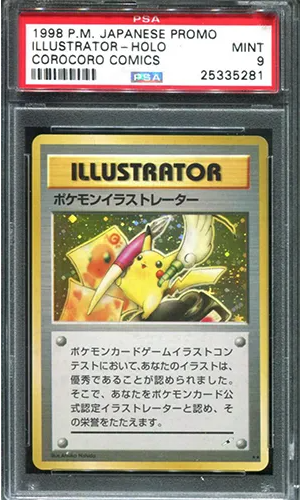 PSA
1998 P.M. JAPANESE PROMO
ILLUSTRATOR-HOLO MINT
COROCORO COMICS 9
PSA 25335281
ILLUSTRATOR
ポケモンイラストレーター
ポケモンカードゲームイラストコン
テストにおいて、あなたのイラストは、
優秀であることが認められました。
そこで、あなたをポケモンカード公
式認定イラストレーターと認め、そ
の栄誉をたたえます。
Illus. Atsuko Nishida